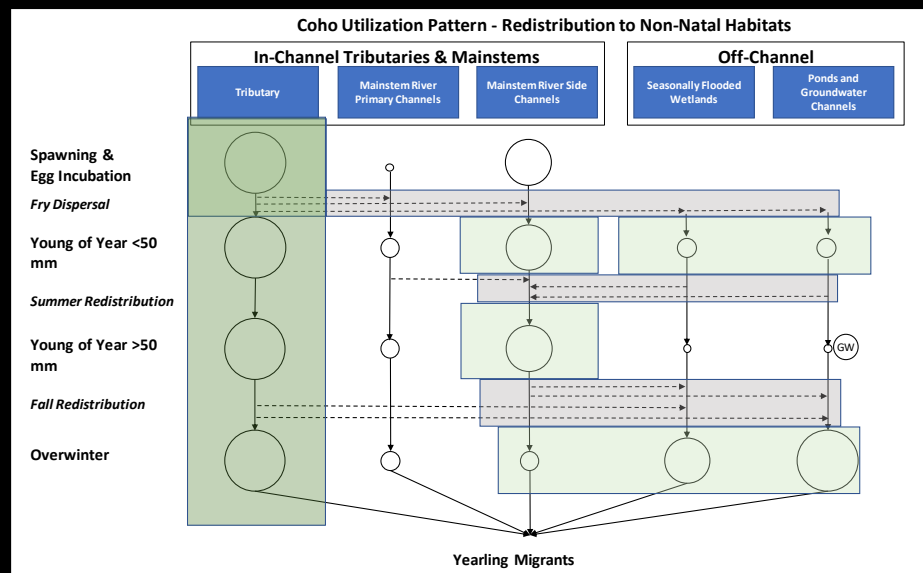 Coho Utilization Pattern - Redistribution to Non-Natal Habitats
In-Channel Tributaries & Mainstems
Off-Channel
Tributary
Mainstem River
Primary Channels
Mainstem River Side
Channels
Seasonally Flooded
Wetlands
Ponds and
Groundwater
Channels
Spawning &
Egg Incubation
Fry Dispersal
Young of Year <50
mm
Summer Redistribution
Young of Year >50
mm
GW
Fall Redistribution
Overwinter
Yearling Migrants